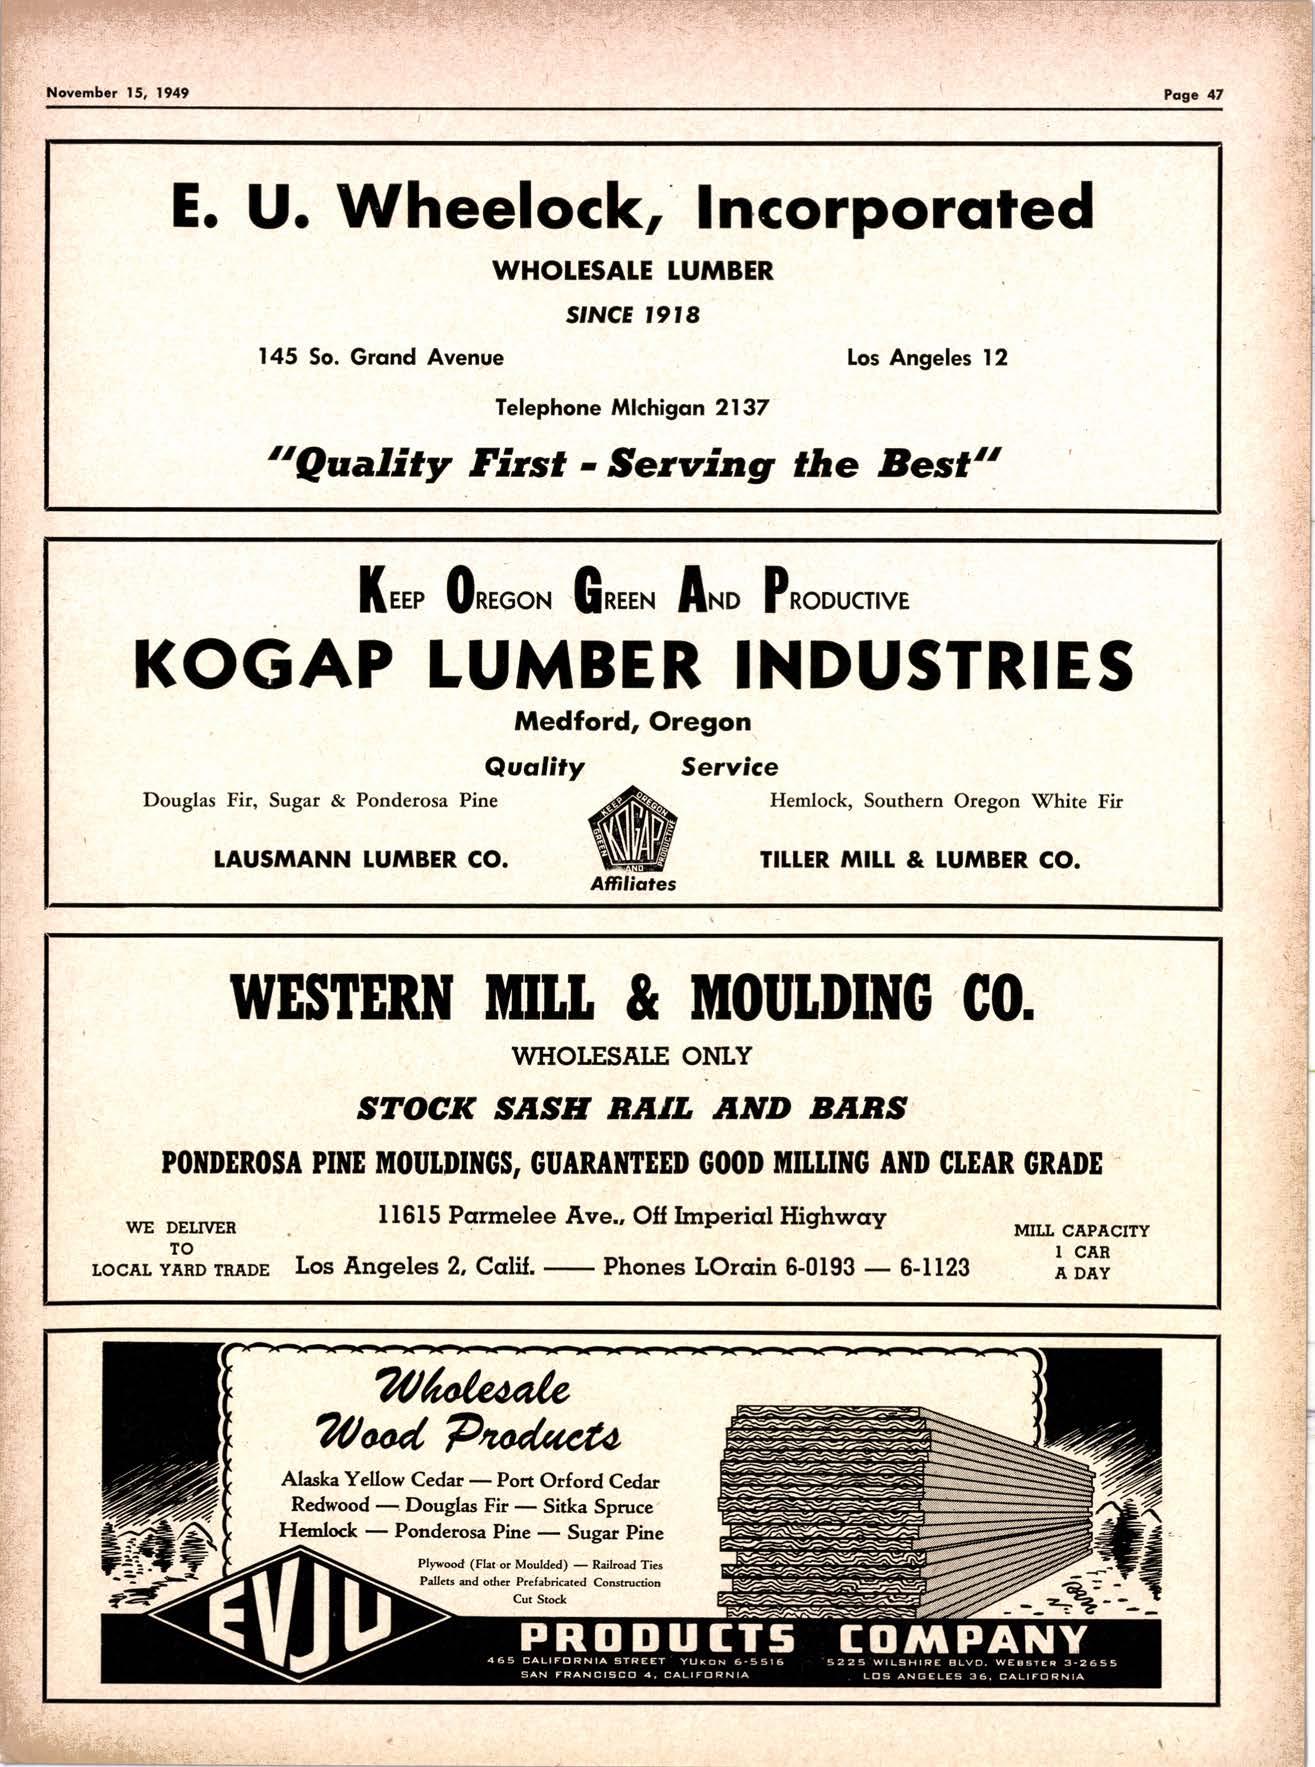 November 15, 1949 Page 47
E. U. Wheelock, Incorporated
WHOLESALE LUMBER
SINCE 1918
145 So. Grand Avenue Los Angeles 12
Telephone MIchigan 2137
"Quality First - Serving the Best"
KEEP OREGON GREEN AND PRODUCTIVE
KOGAP LUMBER INDUSTRIES
Medford, Oregon
Quality Service
Douglas Fir, Sugar & Ponderosa Pine Hemlock, Southern Oregon White Fir
KEEP OREGON GREEN AND PRODUCTIVE
KOGAP
LAUSMANN LUMBER CO. TILLER MILL & LUMBER CO.
Affiliates
WESTERN MILL & MOULDING CO.
WHOLESALE ONLY
STOCK SASH RAIL AND BARS
PONDEROSA PINE MOULDINGS, GUARANTEED GOOD MILLING AND CLEAR GRADE
11615 Parmelee Ave., Off Imperial Highway
WE DELIVER
TO
LOCAL YARD TRADE
Los Angeles 2, Calif. —— Phones LOrain 6-0193 — 6-1123
MILL CAPACITY
1 CAR
A DAY
Wholesale
Wood Products
Alaska Yellow Cedar — Port Orford Cedar
Redwood — Douglas Fir — Sitka Spruce
Hemlock — Ponderosa Pine — Sugar Pine
Plywood (Flat or Moulded) — Railroad Ties
Pallets and other Prefabricated Construction
Cut Stock
EVJU
PRODUCTS COMPANY
465 CALIFORNIA STREET YUKON 6-5516 5225 WILSHIRE BLVD. WEBSTER 3-2655
SAN FRANCISCO 4, CALIFORNIA LOS ANGELES 36, CALIFORNIA